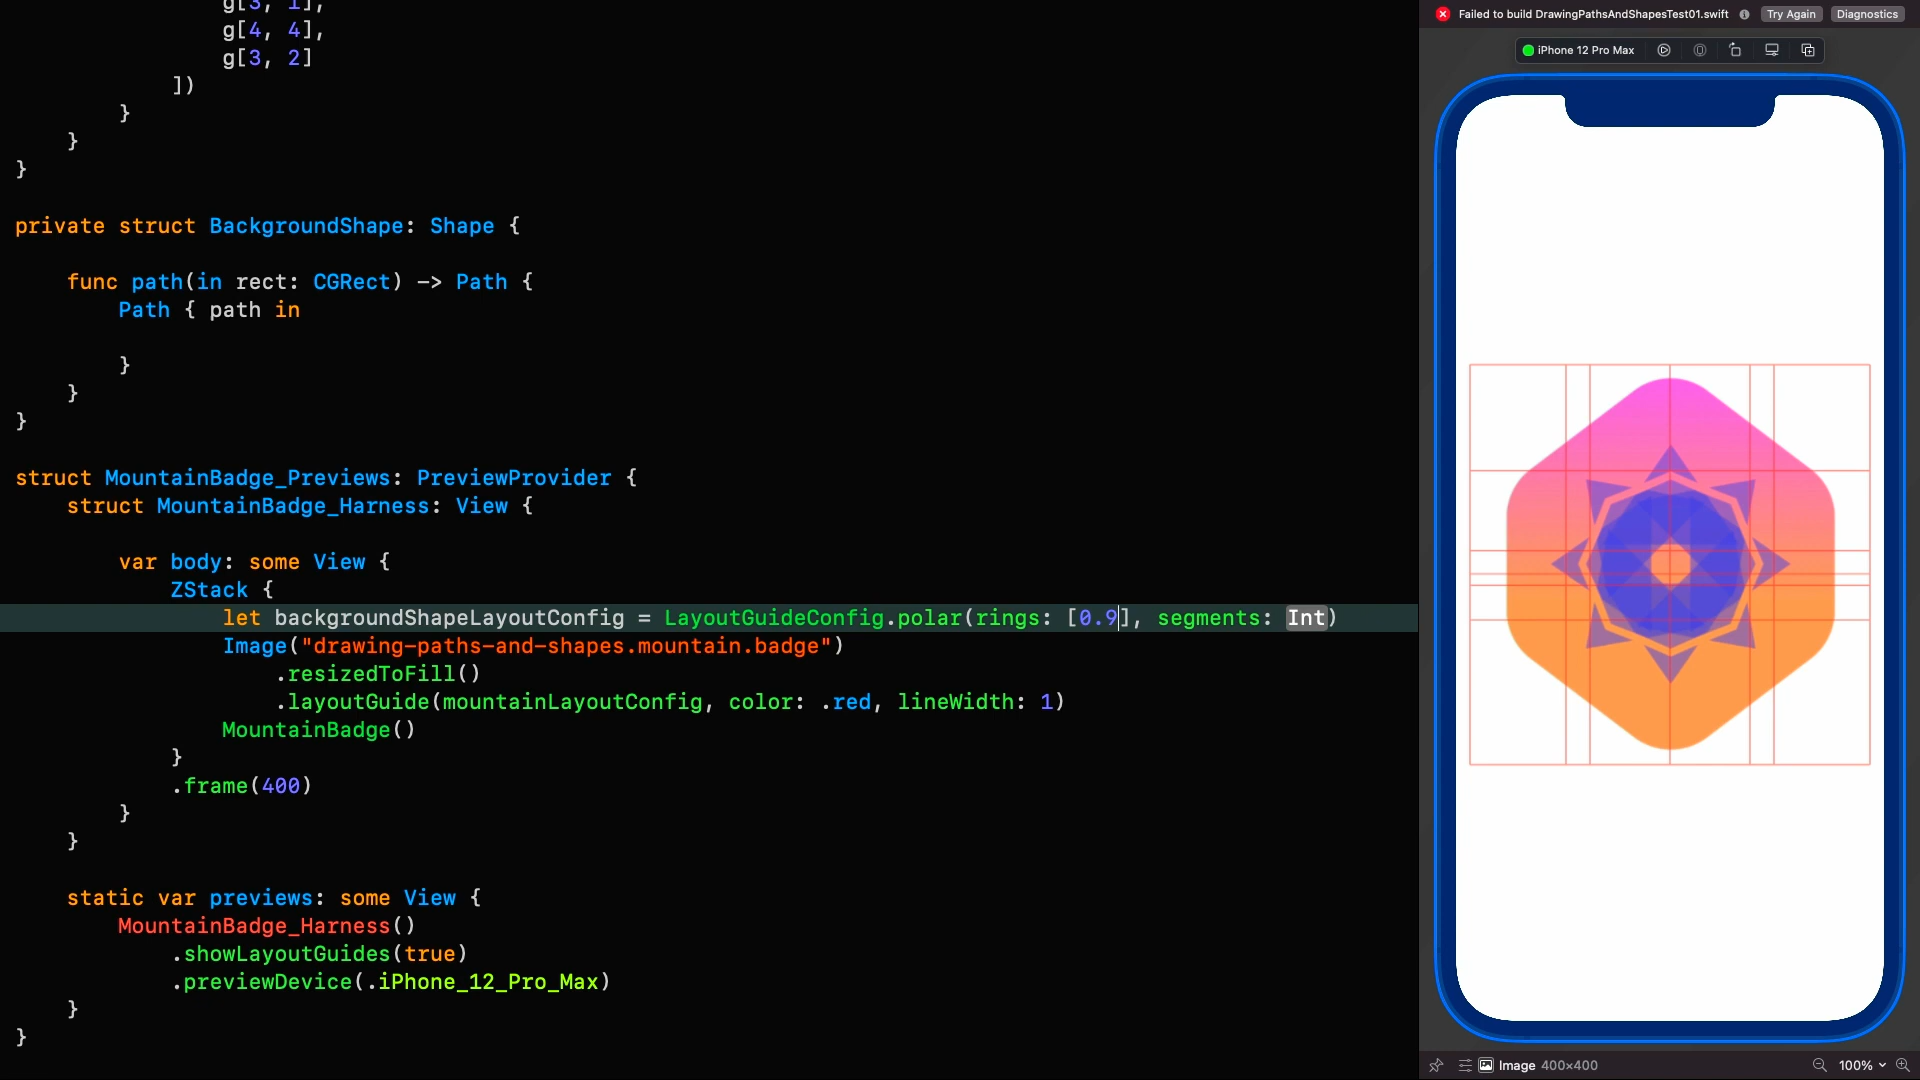 g[3, 1],
g[4, 4],
g[3, 2]
])
}
}
}
private struct BackgroundShape: Shape {
func path(in rect: CGRect) -> Path {
Path { path in
}
}
}
struct MountainBadge_Previews: PreviewProvider {
struct MountainBadge_Harness: View {
var body: some View {
ZStack {
let backgroundShapeLayoutConfig = LayoutGuideConfig.polar(rings: [0.9], segments: Int)
Image("drawing-paths-and-shapes.mountain.badge")
.resizedToFill()
.layoutGuide(mountainLayoutConfig, color: .red, lineWidth: 1)
MountainBadge()
}
.frame(400)
}
}
static var previews: some View {
MountainBadge_Harness()
.showLayoutGuides(true)
.previewDevice(.iPhone_12_Pro_Max)
}
}
Failed to build DrawingPathsAndShapesTest01.swift Try Again Diagnostics
iPhone 12 Pro Max
Image 400×400 100%